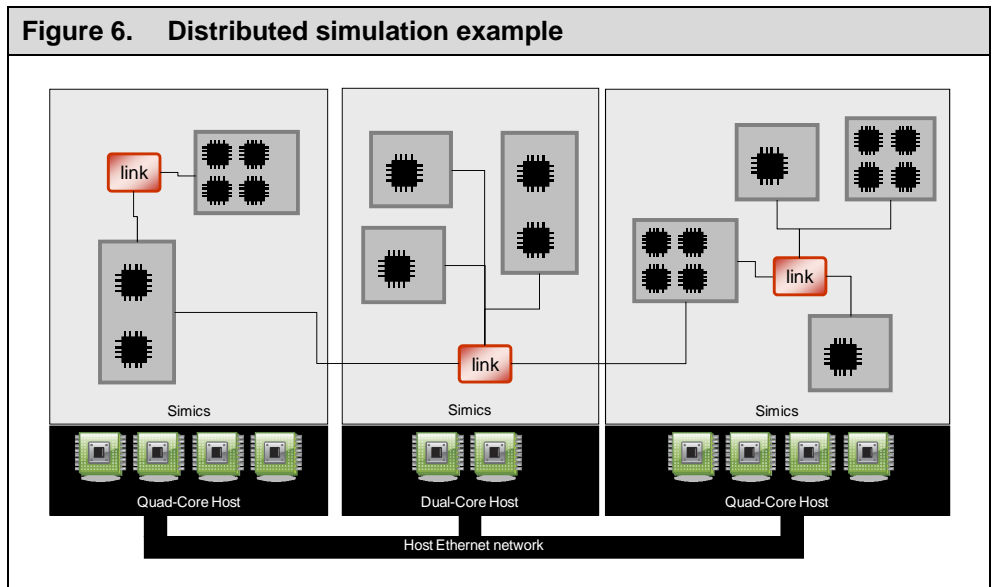 Figure 6. Distributed simulation example
link
link
link
Simics
Simics
Simics
Quad-Core Host
Dual-Core Host
Quad-Core Host
Host Ethernet network